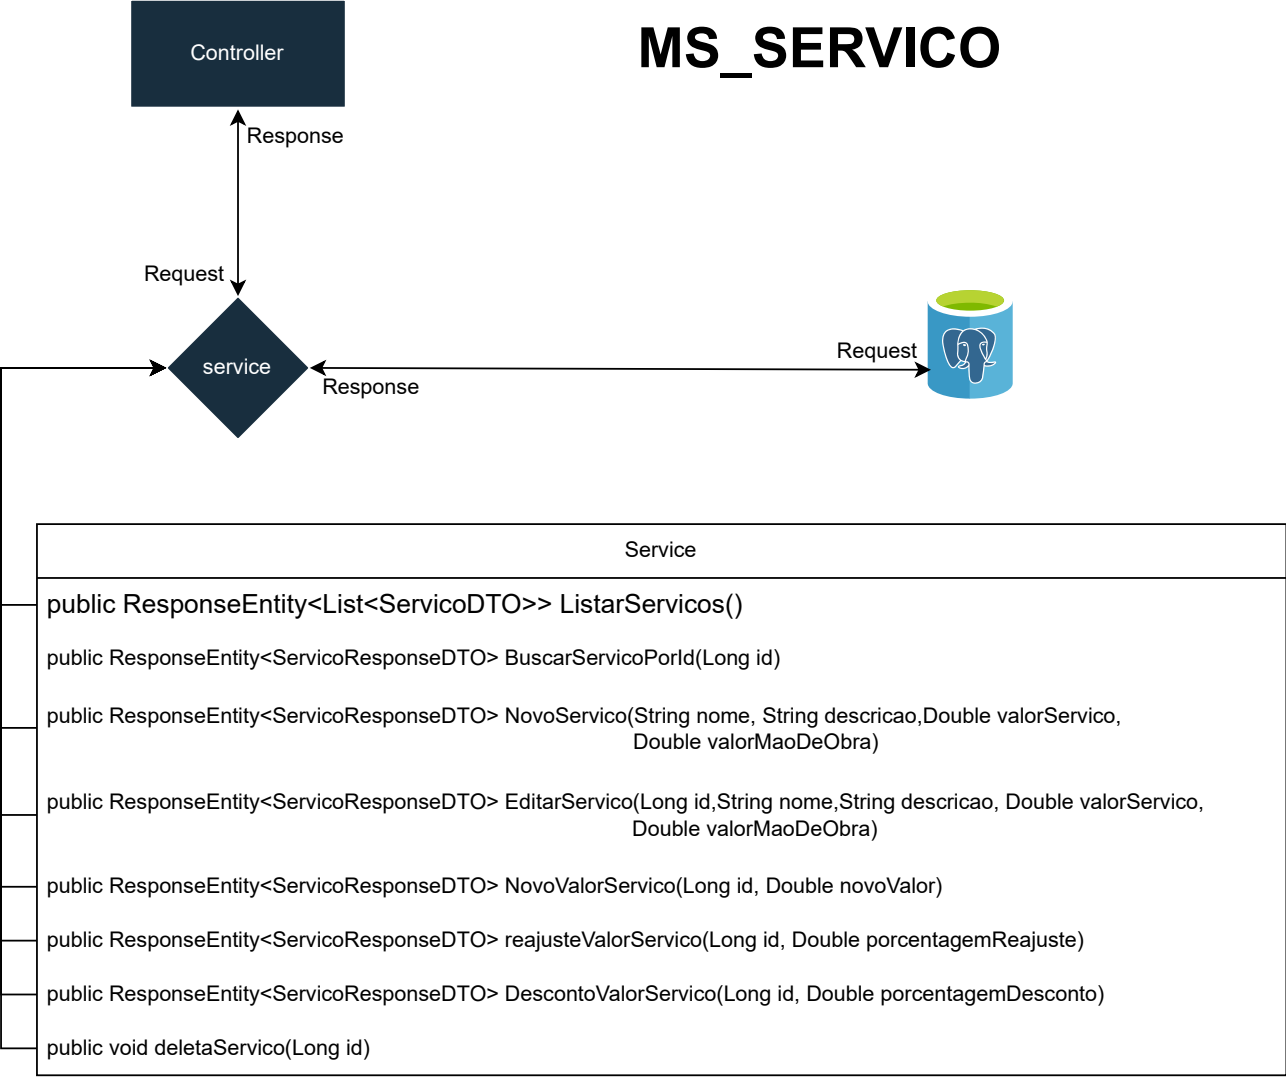 Controller
MS_SERVICO
Response
Request
service
Request
Response
Service
public ResponseEntity<List<ServicoDTO>> ListarServicos()
public ResponseEntity<ServicoResponseDTO> BuscarServicoPorId(Long id)
public ResponseEntity<ServicoResponseDTO> NovoServico(String nome, String descricao,Double valorServico,
Double valorMaoDeObra)
public ResponseEntity<ServicoResponseDTO> EditarServico(Long id,String nome,String descricao, Double valorServico,
Double valorMaoDeObra)
public ResponseEntity<ServicoResponseDTO> NovoValorServico(Long id, Double novoValor)
public ResponseEntity<ServicoResponseDTO> reajusteValorServico(Long id, Double porcentagemReajuste)
public ResponseEntity<ServicoResponseDTO> DescontoValorServico(Long id, Double porcentagemDesconto)
public void deletaServico(Long id)